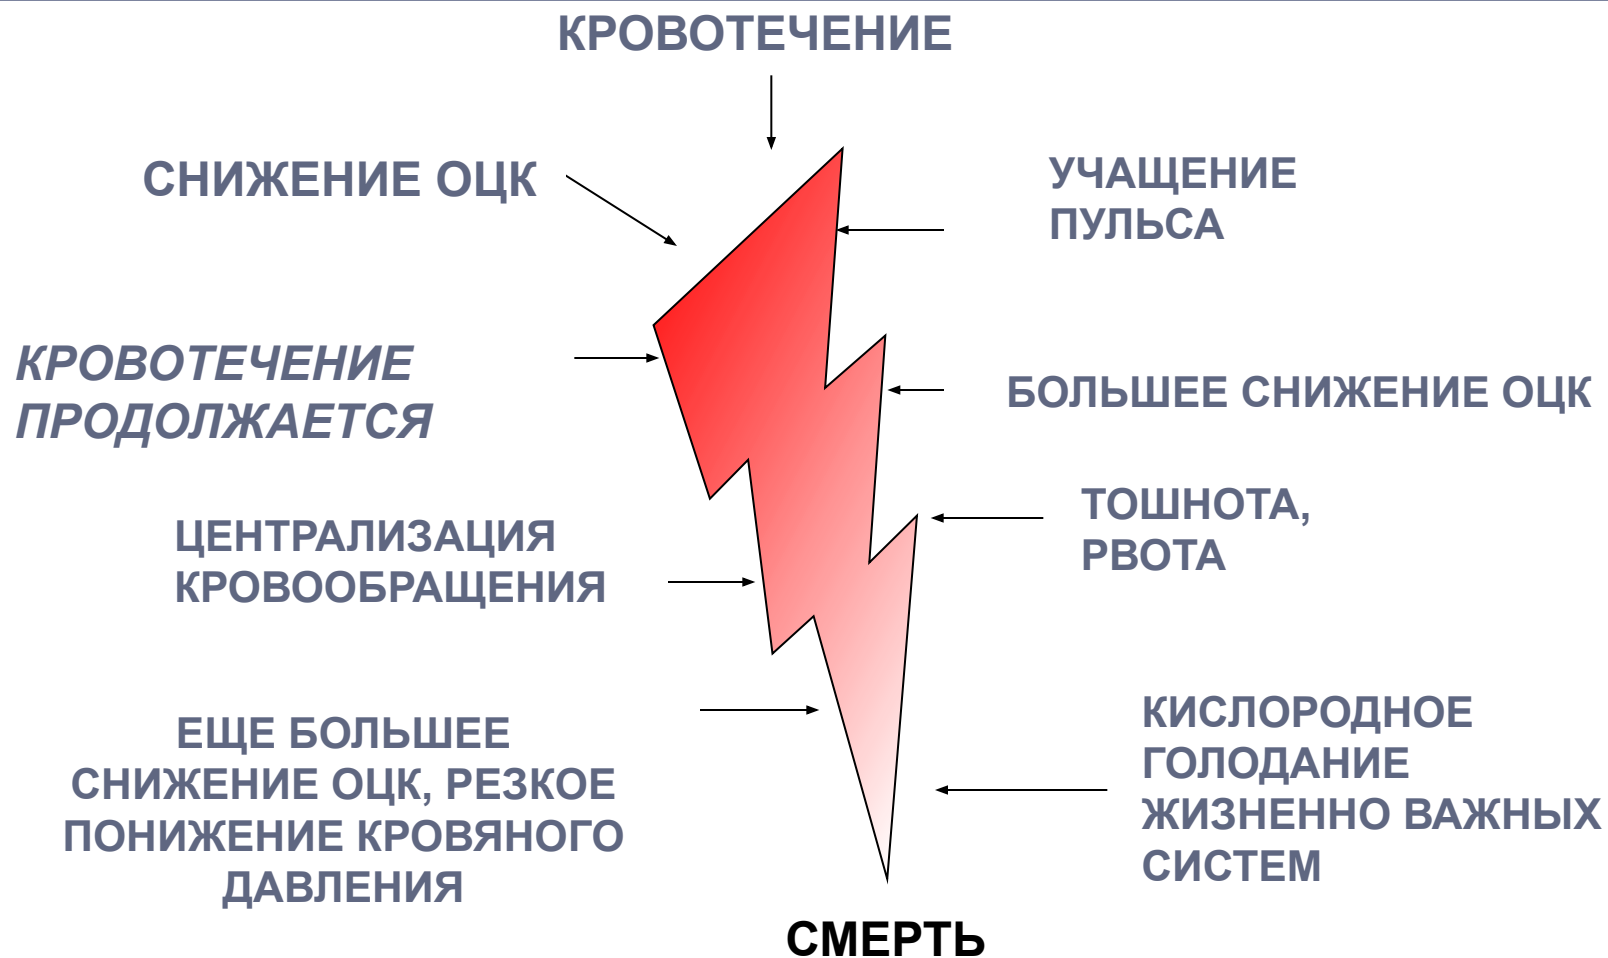 КРОВОТЕЧЕНИЕ
СНИЖЕНИЕ ОЦК
УЧАЩЕНИЕ
ПУЛЬСА
КРОВОТЕЧЕНИЕ
ПРОДОЛЖАЕТСЯ
БОЛЬШЕЕ СНИЖЕНИЕ ОЦК
ЦЕНТРАЛИЗАЦИЯ
КРОВООБРАЩЕНИЯ
ТОШНОТА,
РВОТА
ЕЩЕ БОЛЬШЕЕ
СНИЖЕНИЕ ОЦК, РЕЗКОЕ
ПОНИЖЕНИЕ КРОВЯНОГО
ДАВЛЕНИЯ
КИСЛОРОДНОЕ
ГОЛОДАНИЕ
ЖИЗНЕННО ВАЖНЫХ
СИСТЕМ
СМЕРТЬ